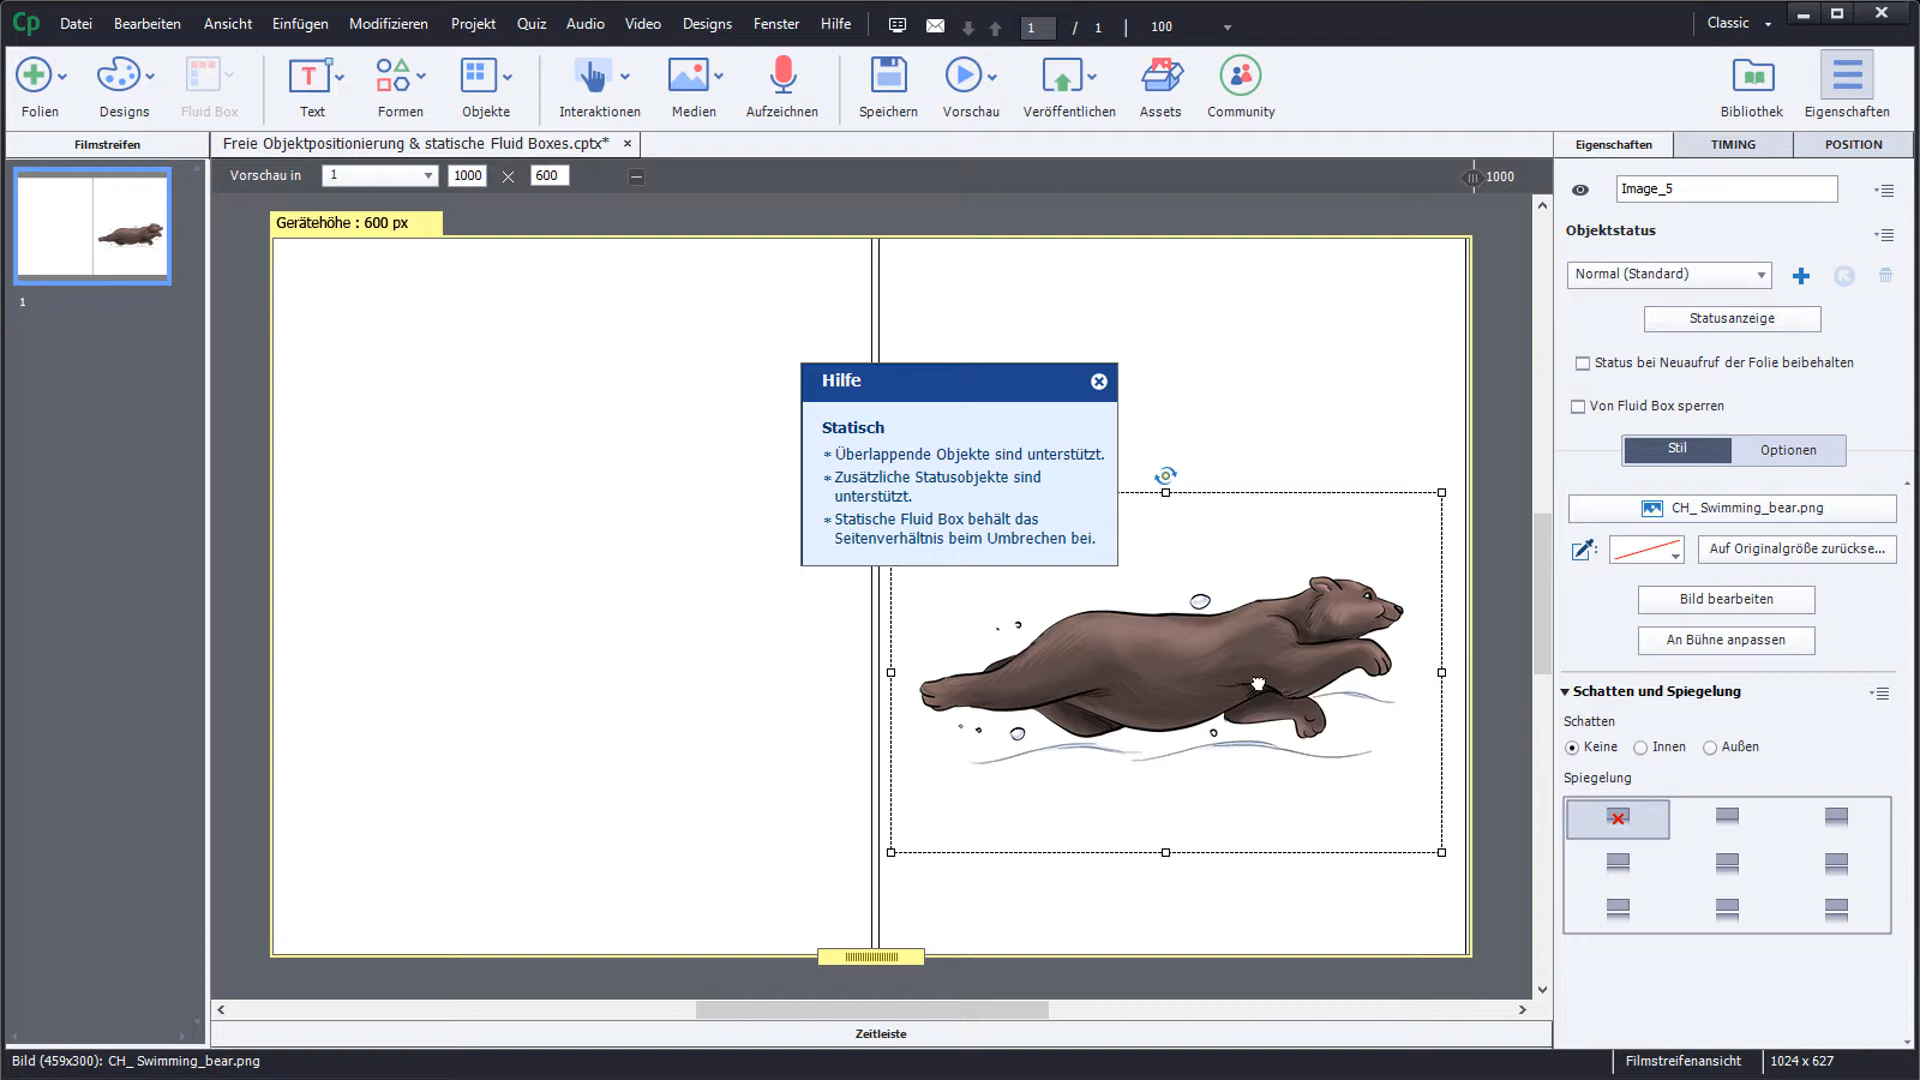 Cp Datei Bearbeiten Ansicht Einfügen Modifizieren Projekt Quiz Audio Video Designs Fenster Hilfe 1 / 1 100 Classic
Folien Designs Fluid Box Text Formen Objekte Interaktionen Medien Aufzeichnen Speichern Vorschau Veröffentlichen Assets Community Bibliothek Eigenschaften
Filmstreifen
Freie Objektpositionierung & statische Fluid Boxes.cptx*
Eigenschaften TIMING POSITION
Vorschau in 1 1000 600 1000
Image_5
Gerätehöhe : 600 px
Objektstatus
Normal (Standard)
1
Statusanzeige
Status bei Neuaufruf der Folie beibehalten
Von Fluid Box sperren
Hilfe
Statisch
* Überlappende Objekte sind unterstützt.
* Zusätzliche Statusobjekte sind
unterstützt.
* Statische Fluid Box behält das
Seitenverhältnis beim Umbrechen bei.
Stil Optionen
CH_ Swimming_bear.png
Auf Originalgröße zurückse...
Bild bearbeiten
An Bühne anpassen
Schatten und Spiegelung
Schatten
Keine Innen Außen
Spiegelung
Zeitleiste
Bild (459x300): CH_ Swimming_bear.png
Filmstreifenansicht 1024 x 627